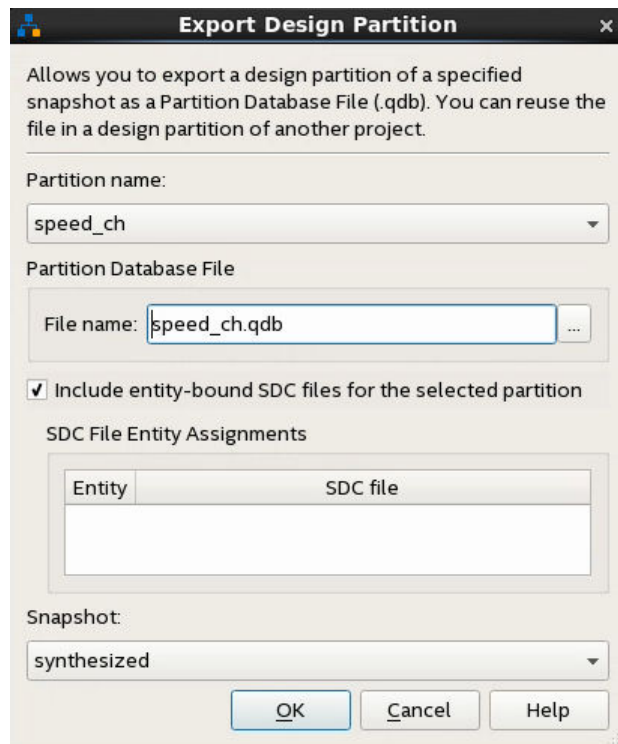 Export Design Partition
Allows you to export a design partition of a specified
snapshot as a Partition Database File (.qdb). You can reuse the
file in a design partition of another project.
Partition name:
speed_ch
Partition Database File
File name: speed_ch.qdb ...
Include entity-bound SDC files for the selected partition
SDC File Entity Assignments
Entity SDC file
Snapshot:
synthesized
OK Cancel Help